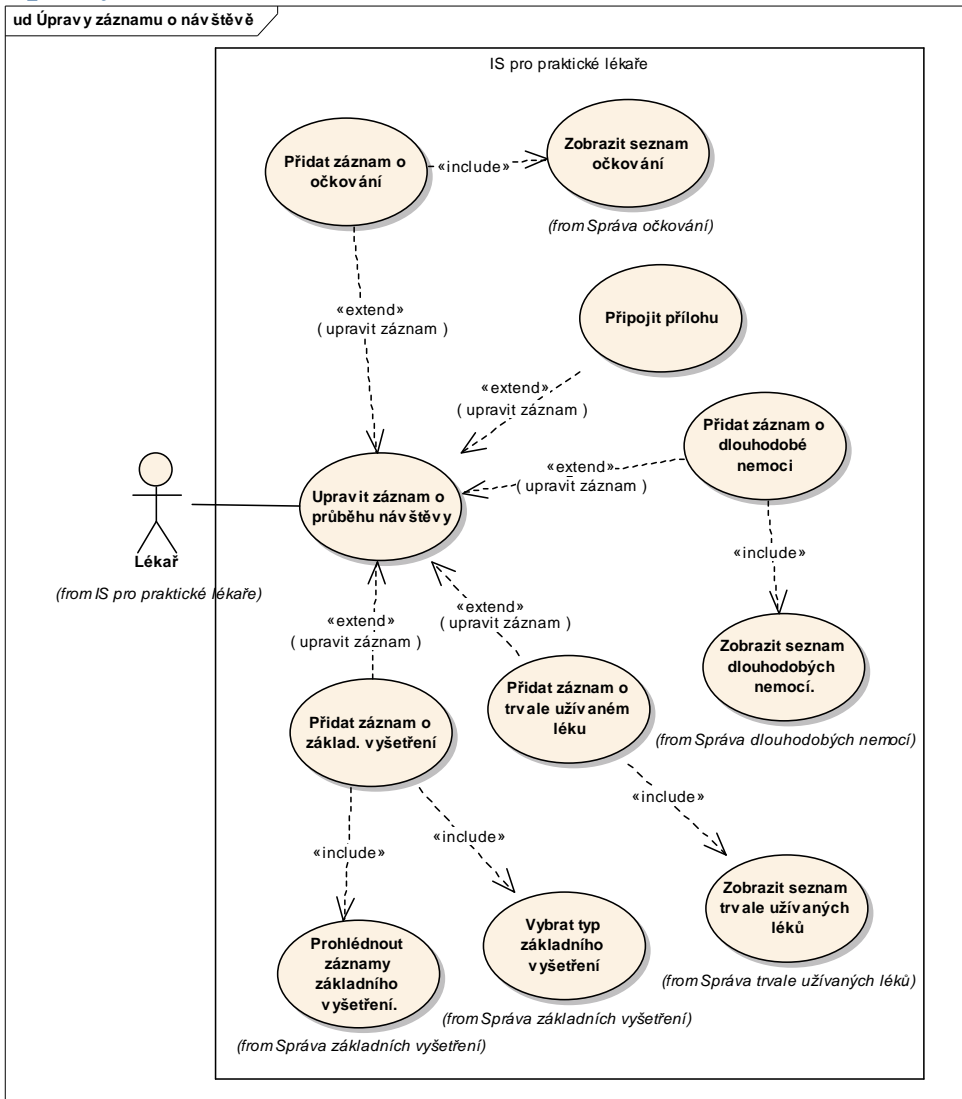 ud Úpravy záznamu o návštěvě
IS pro praktické lékaře
Přidat záznam o
očkování
«include»
Zobrazit seznam
očkování
(from Správa očkování)
«extend»
( upravit záznam )
Připojit přílohu
«extend»
( upravit záznam )
Přidat záznam o
dlouhodobé
nemoci
«extend»
( upravit záznam )
Upravit záznam o
průběhu návštěvy
Lékař
(from IS pro praktické lékaře)
«include»
«extend»
( upravit záznam )
«extend»
( upravit záznam )
Zobrazit seznam
dlouhodobých
nemocí.
(from Správa dlouhodobých nemocí)
Přidat záznam o
základ. vyšetření
Přidat záznam o
trvale užívaném
léku
«include»
«include»
«include»
Zobrazit seznam
trvale užívaných
léků
(from Správa trvale užívaných léků)
Prohlédnout
záznamy
základního
vyšetření.
(from Správa základních vyšetření)
Vybrat typ
základního
vyšetření
(from Správa základních vyšetření)